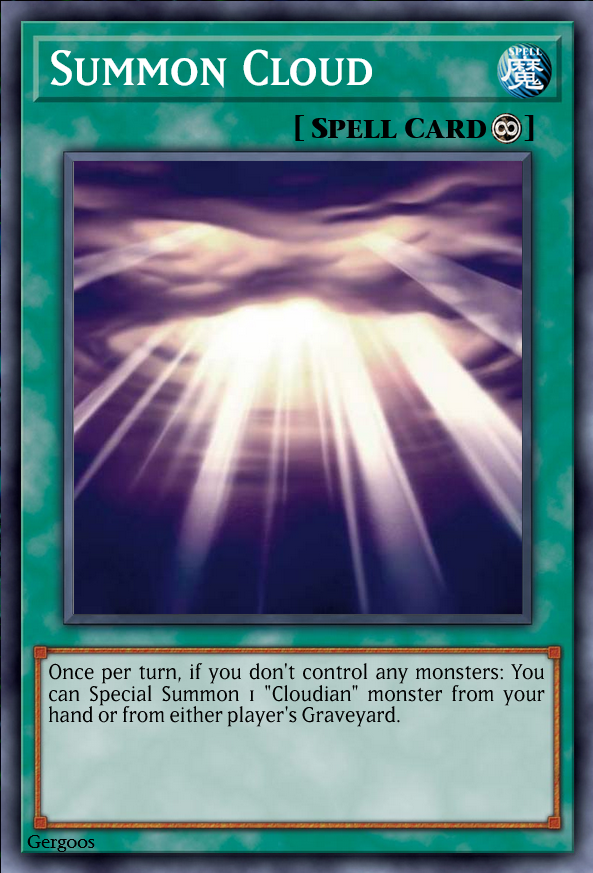 SUMMON CLOUD
SPELL
魔
[ SPELL CARD ]
Once per turn, if you don't control any monsters: You
can Special Summon 1 "Cloudian" monster from your
hand or from either player's Graveyard.
Gergoos